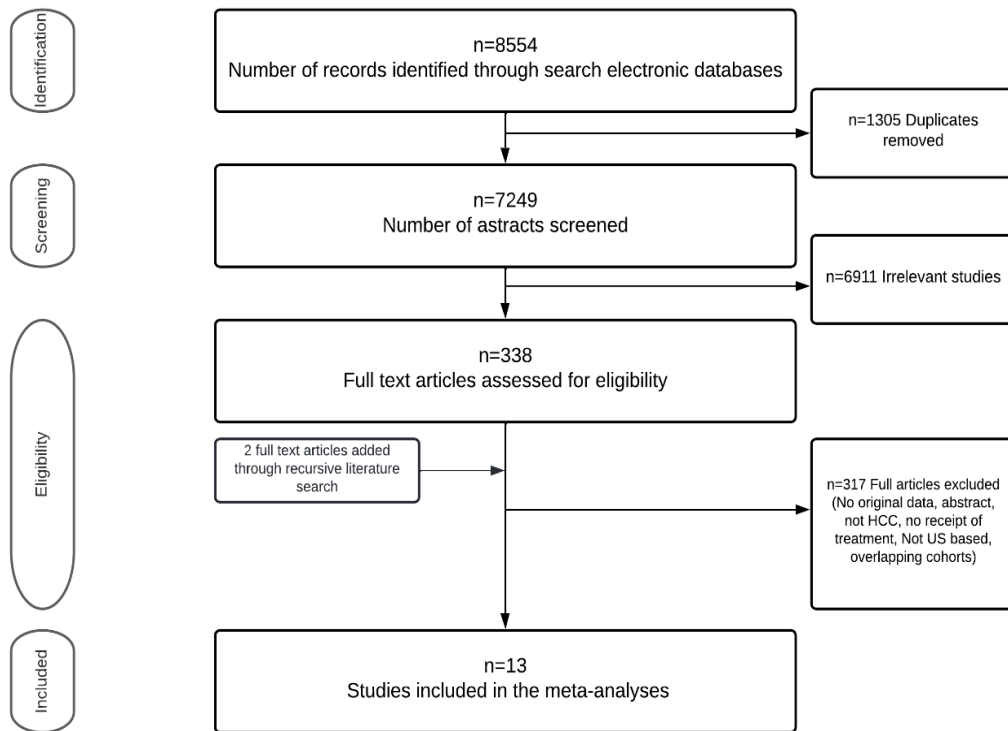 Identification
n=8554
Number of records identified through search electronic databases
n=1305 Duplicates
removed
Screening
n=7249
Number of astracts screened
n=6911 Irrelevant studies
Eligibility
n=338
Full text articles assessed for eligibility
2 full text articles added
through recursive literature
search
n=317 Full articles excluded
(No original data, abstract,
not HCC, no receipt of
treatment, Not US based,
overlapping cohorts)
Included
n=13
Studies included in the meta-analyses